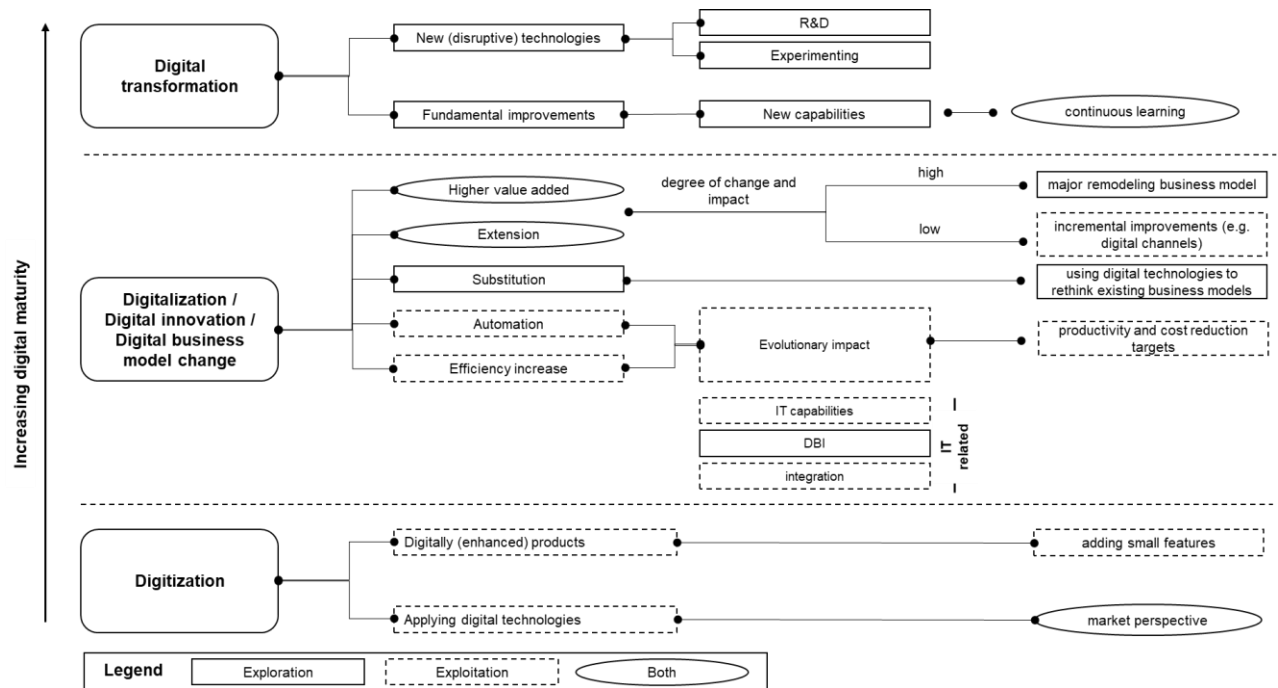 Increasing digital maturity
Digital
transformation
New (disruptive) technologies
R&D
Experimenting
Fundamental improvements
New capabilities
continuous learning
Digitalization /
Digital innovation /
Digital business
model change
Higher value added
Extension
degree of change and
impact
high
major remodeling business model
low
incremental improvements (e.g.
digital channels)
Substitution
using digital technologies to
rethink existing business models
Automation
Efficiency increase
Evolutionary impact
productivity and cost reduction
targets
IT capabilities
DBI
integration
IT
related
Digitization
Digitally (enhanced) products
adding small features
Applying digital technologies
market perspective
Legend
Exploration
Exploitation
Both